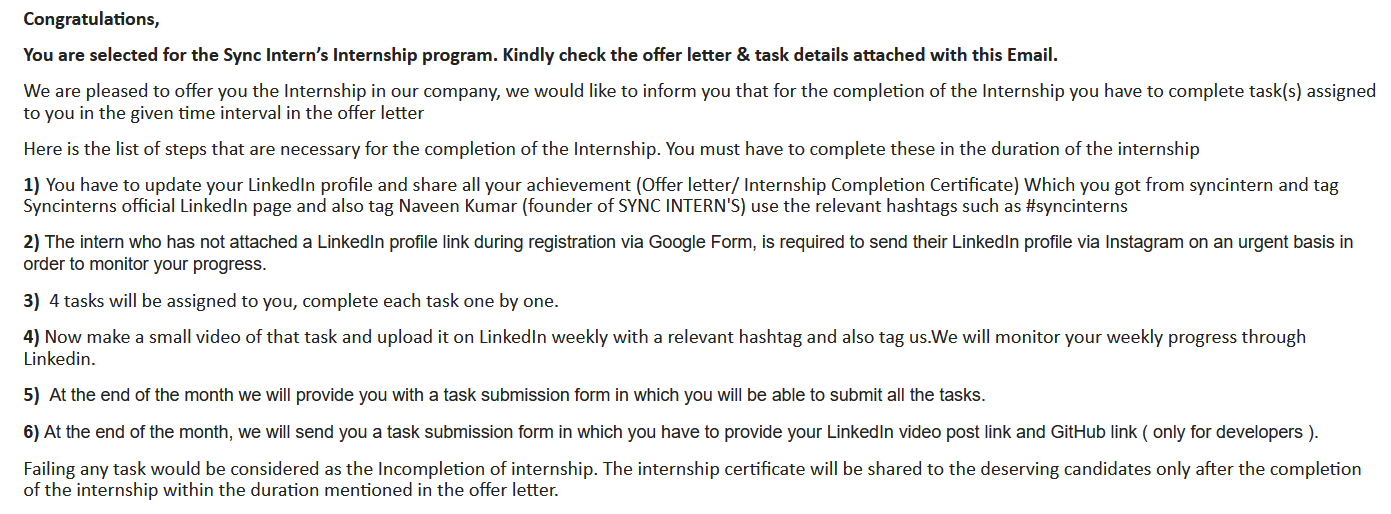 Congratulations,
You are selected for the Sync Intern’s Internship program. Kindly check the offer letter & task details attached with this Email.
We are pleased to offer you the Internship in our company, we would like to inform you that for the completion of the Internship you have to complete task(s) assigned
to you in the given time interval in the offer letter
Here is the list of steps that are necessary for the completion of the Internship. You must have to complete these in the duration of the internship
1) You have to update your LinkedIn profile and share all your achievement (Offer letter/ Internship Completion Certificate) Which you got from syncintern and tag
Syncinterns official LinkedIn page and also tag Naveen Kumar (founder of SYNC INTERN'S) use the relevant hashtags such as #syncinterns
2) The intern who has not attached a LinkedIn profile link during registration via Google Form, is required to send their LinkedIn profile via Instagram on an urgent basis in
order to monitor your progress.
3)  4 tasks will be assigned to you, complete each task one by one.
4) Now make a small video of that task and upload it on LinkedIn weekly with a relevant hashtag and also tag us.We will monitor your weekly progress through
Linkedin.
5)  At the end of the month we will provide you with a task submission form in which you will be able to submit all the tasks.
6) At the end of the month, we will send you a task submission form in which you have to provide your LinkedIn video post link and GitHub link ( only for developers ).
Failing any task would be considered as the Incompletion of internship. The internship certificate will be shared to the deserving candidates only after the completion
of the internship within the duration mentioned in the offer letter.